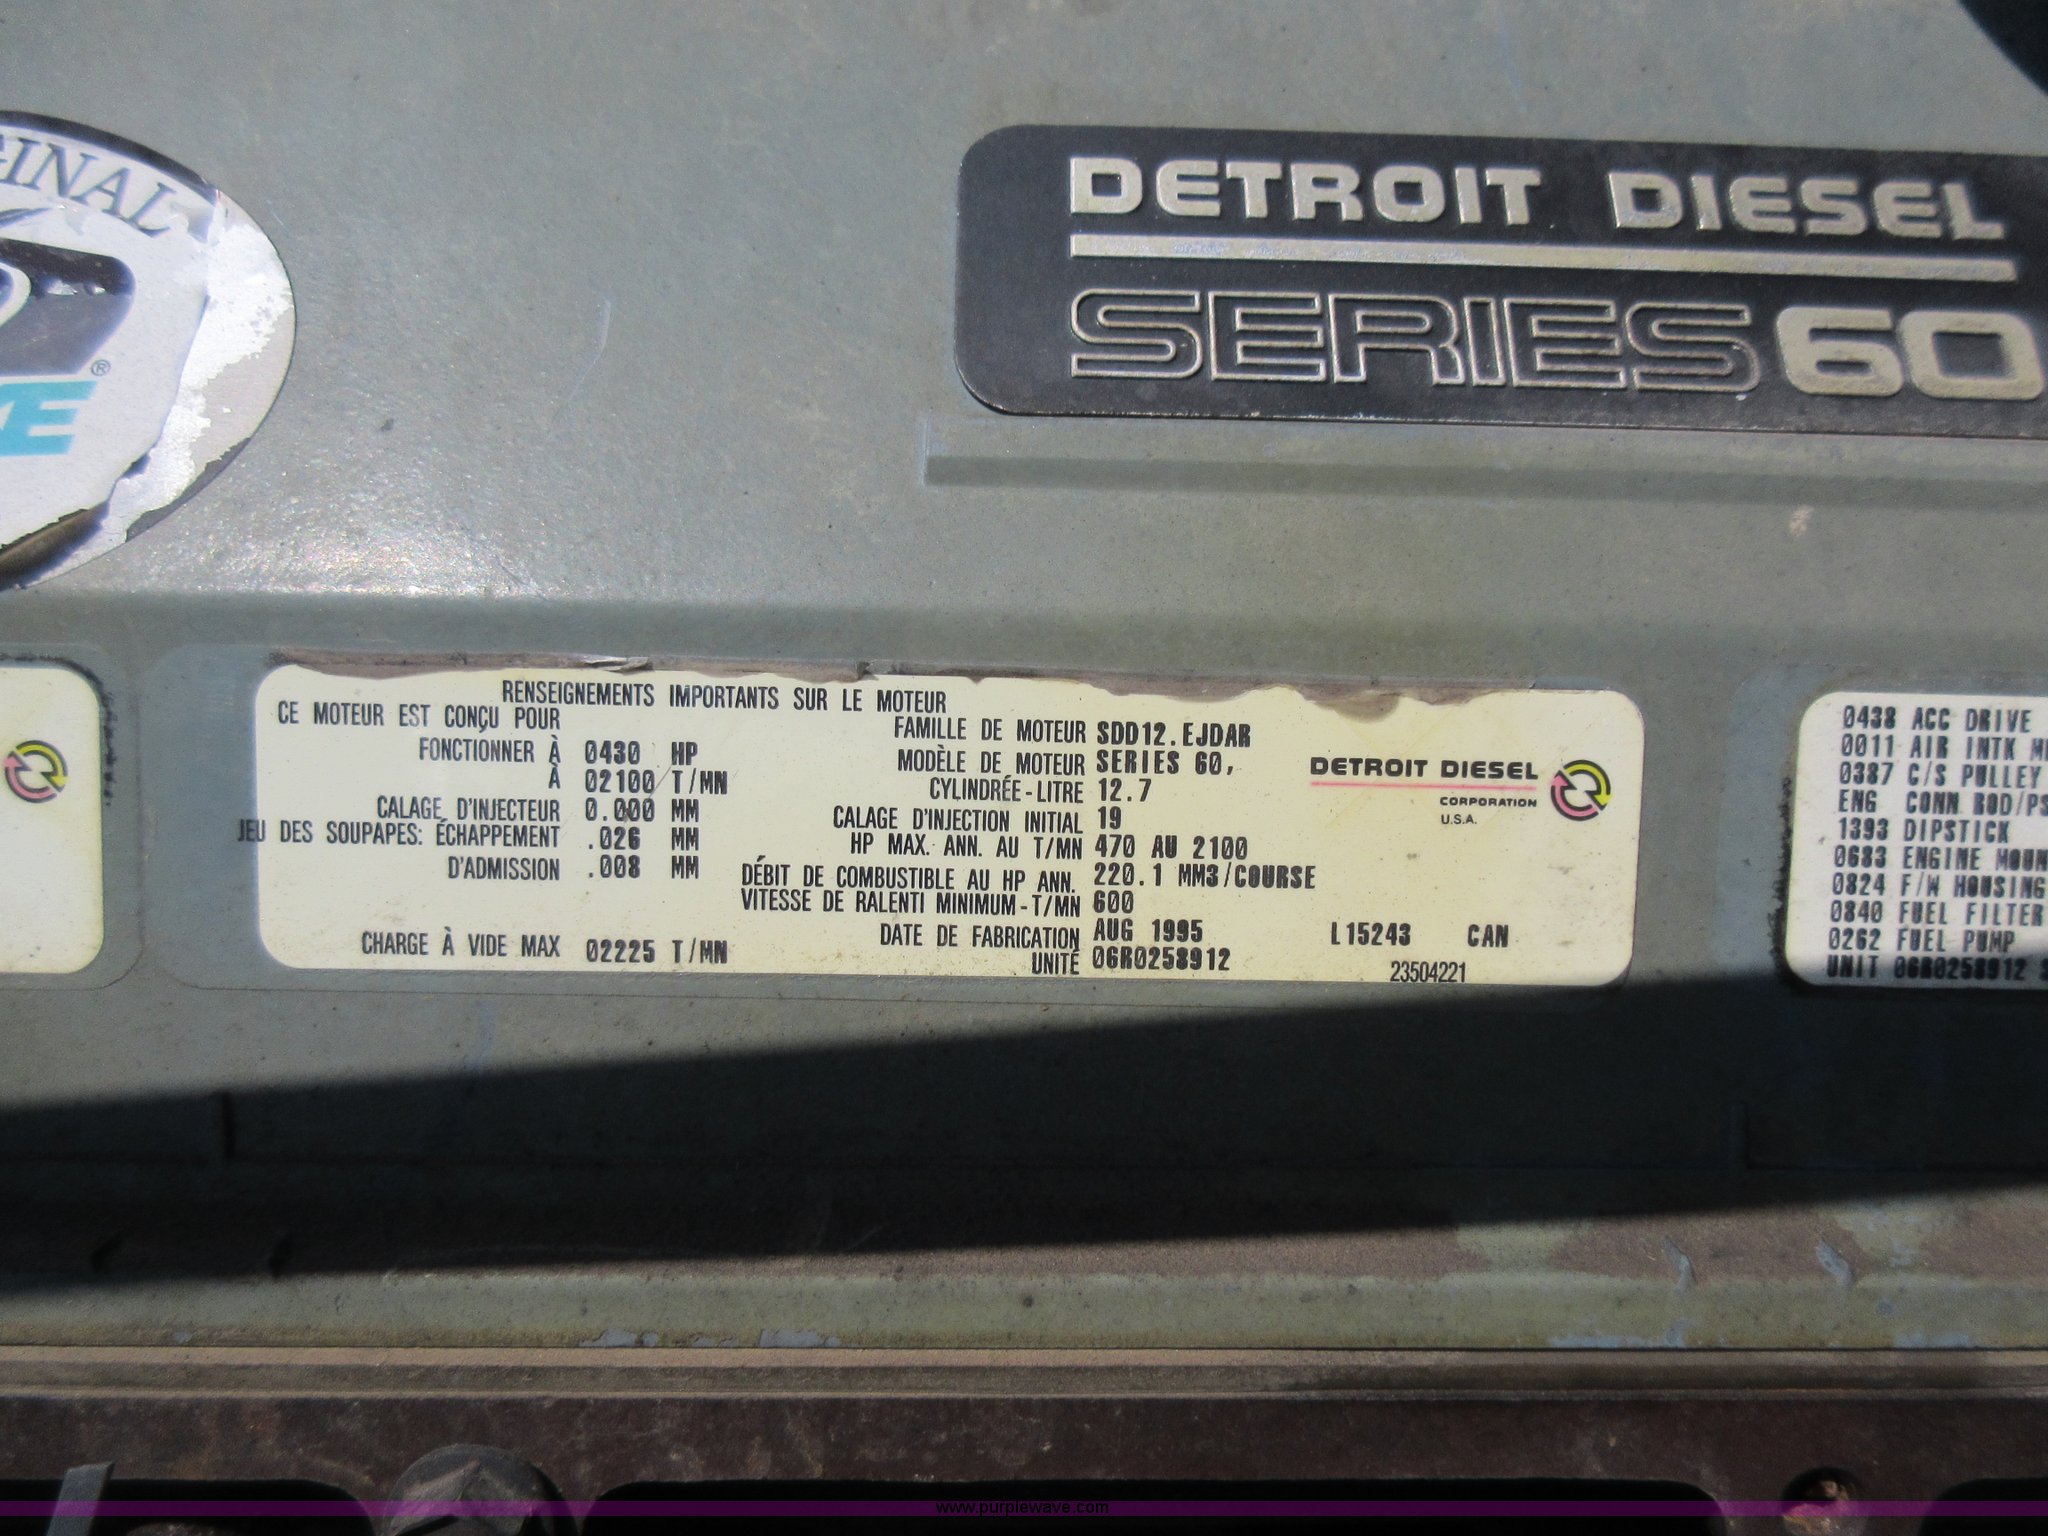 DETROIT DIESEL
SERIES 60
GINAL
®
RENSEIGNEMENTS IMPORTANTS SUR LE MOTEUR
CE MOTEUR EST CONÇU POUR
FONCTIONNER À 0430 HP
À 02100 T/MN
CALAGE D'INJECTEUR 0.000 MM
JEU DES SOUPAPES: ÉCHAPPEMENT .026 MM
D'ADMISSION .008 MM
CHARGE À VIDE MAX 02225 T/MN
FAMILLE DE MOTEUR SDD12.EJDAR
MODÈLE DE MOTEUR SERIES 60,
CYLINDRÉE-LITRE 12.7
CALAGE D'INJECTION INITIAL 19
HP MAX. ANN. AU T/MN 470 AU 2100
DÉBIT DE COMBUSTIBLE AU HP ANN. 220.1 MM3/COURSE
VITESSE DE RALENTI MINIMUM-T/MN 600
DATE DE FABRICATION AUG 1995 L15243 CAN
UNITÉ 06R0258912
23504221
DETROIT DIESEL
CORPORATION
U.S.A.
0438 ACC DRIVE
0011 AIR INTK
0387 C/S PULLEY
ENG CONN ROD/PS
1393 DIPSTICK
0683 ENGINE MOUN
0824 F/W HOUSING
0840 FUEL FILTER
0262 FUEL PUMP
UNIT 06R0258912
www.purplewave.com